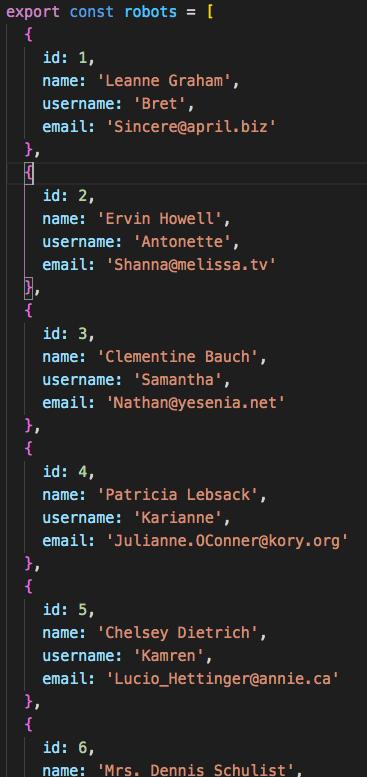 export const robots = [
  {
    id: 1,
    name: 'Leanne Graham',
    username: 'Bret',
    email: 'Sincere@april.biz'
  },
  {
    id: 2,
    name: 'Ervin Howell',
    username: 'Antonette',
    email: 'Shanna@melissa.tv'
  },
  {
    id: 3,
    name: 'Clementine Bauch',
    username: 'Samantha',
    email: 'Nathan@yesenia.net'
  },
  {
    id: 4,
    name: 'Patricia Lebsack',
    username: 'Karianne',
    email: 'Julianne.OConner@kory.org'
  },
  {
    id: 5,
    name: 'Chelsey Dietrich',
    username: 'Kamren',
    email: 'Lucio_Hettinger@annie.ca'
  },
  {
    id: 6,
    name: 'Mrs. Dennis Schulist',